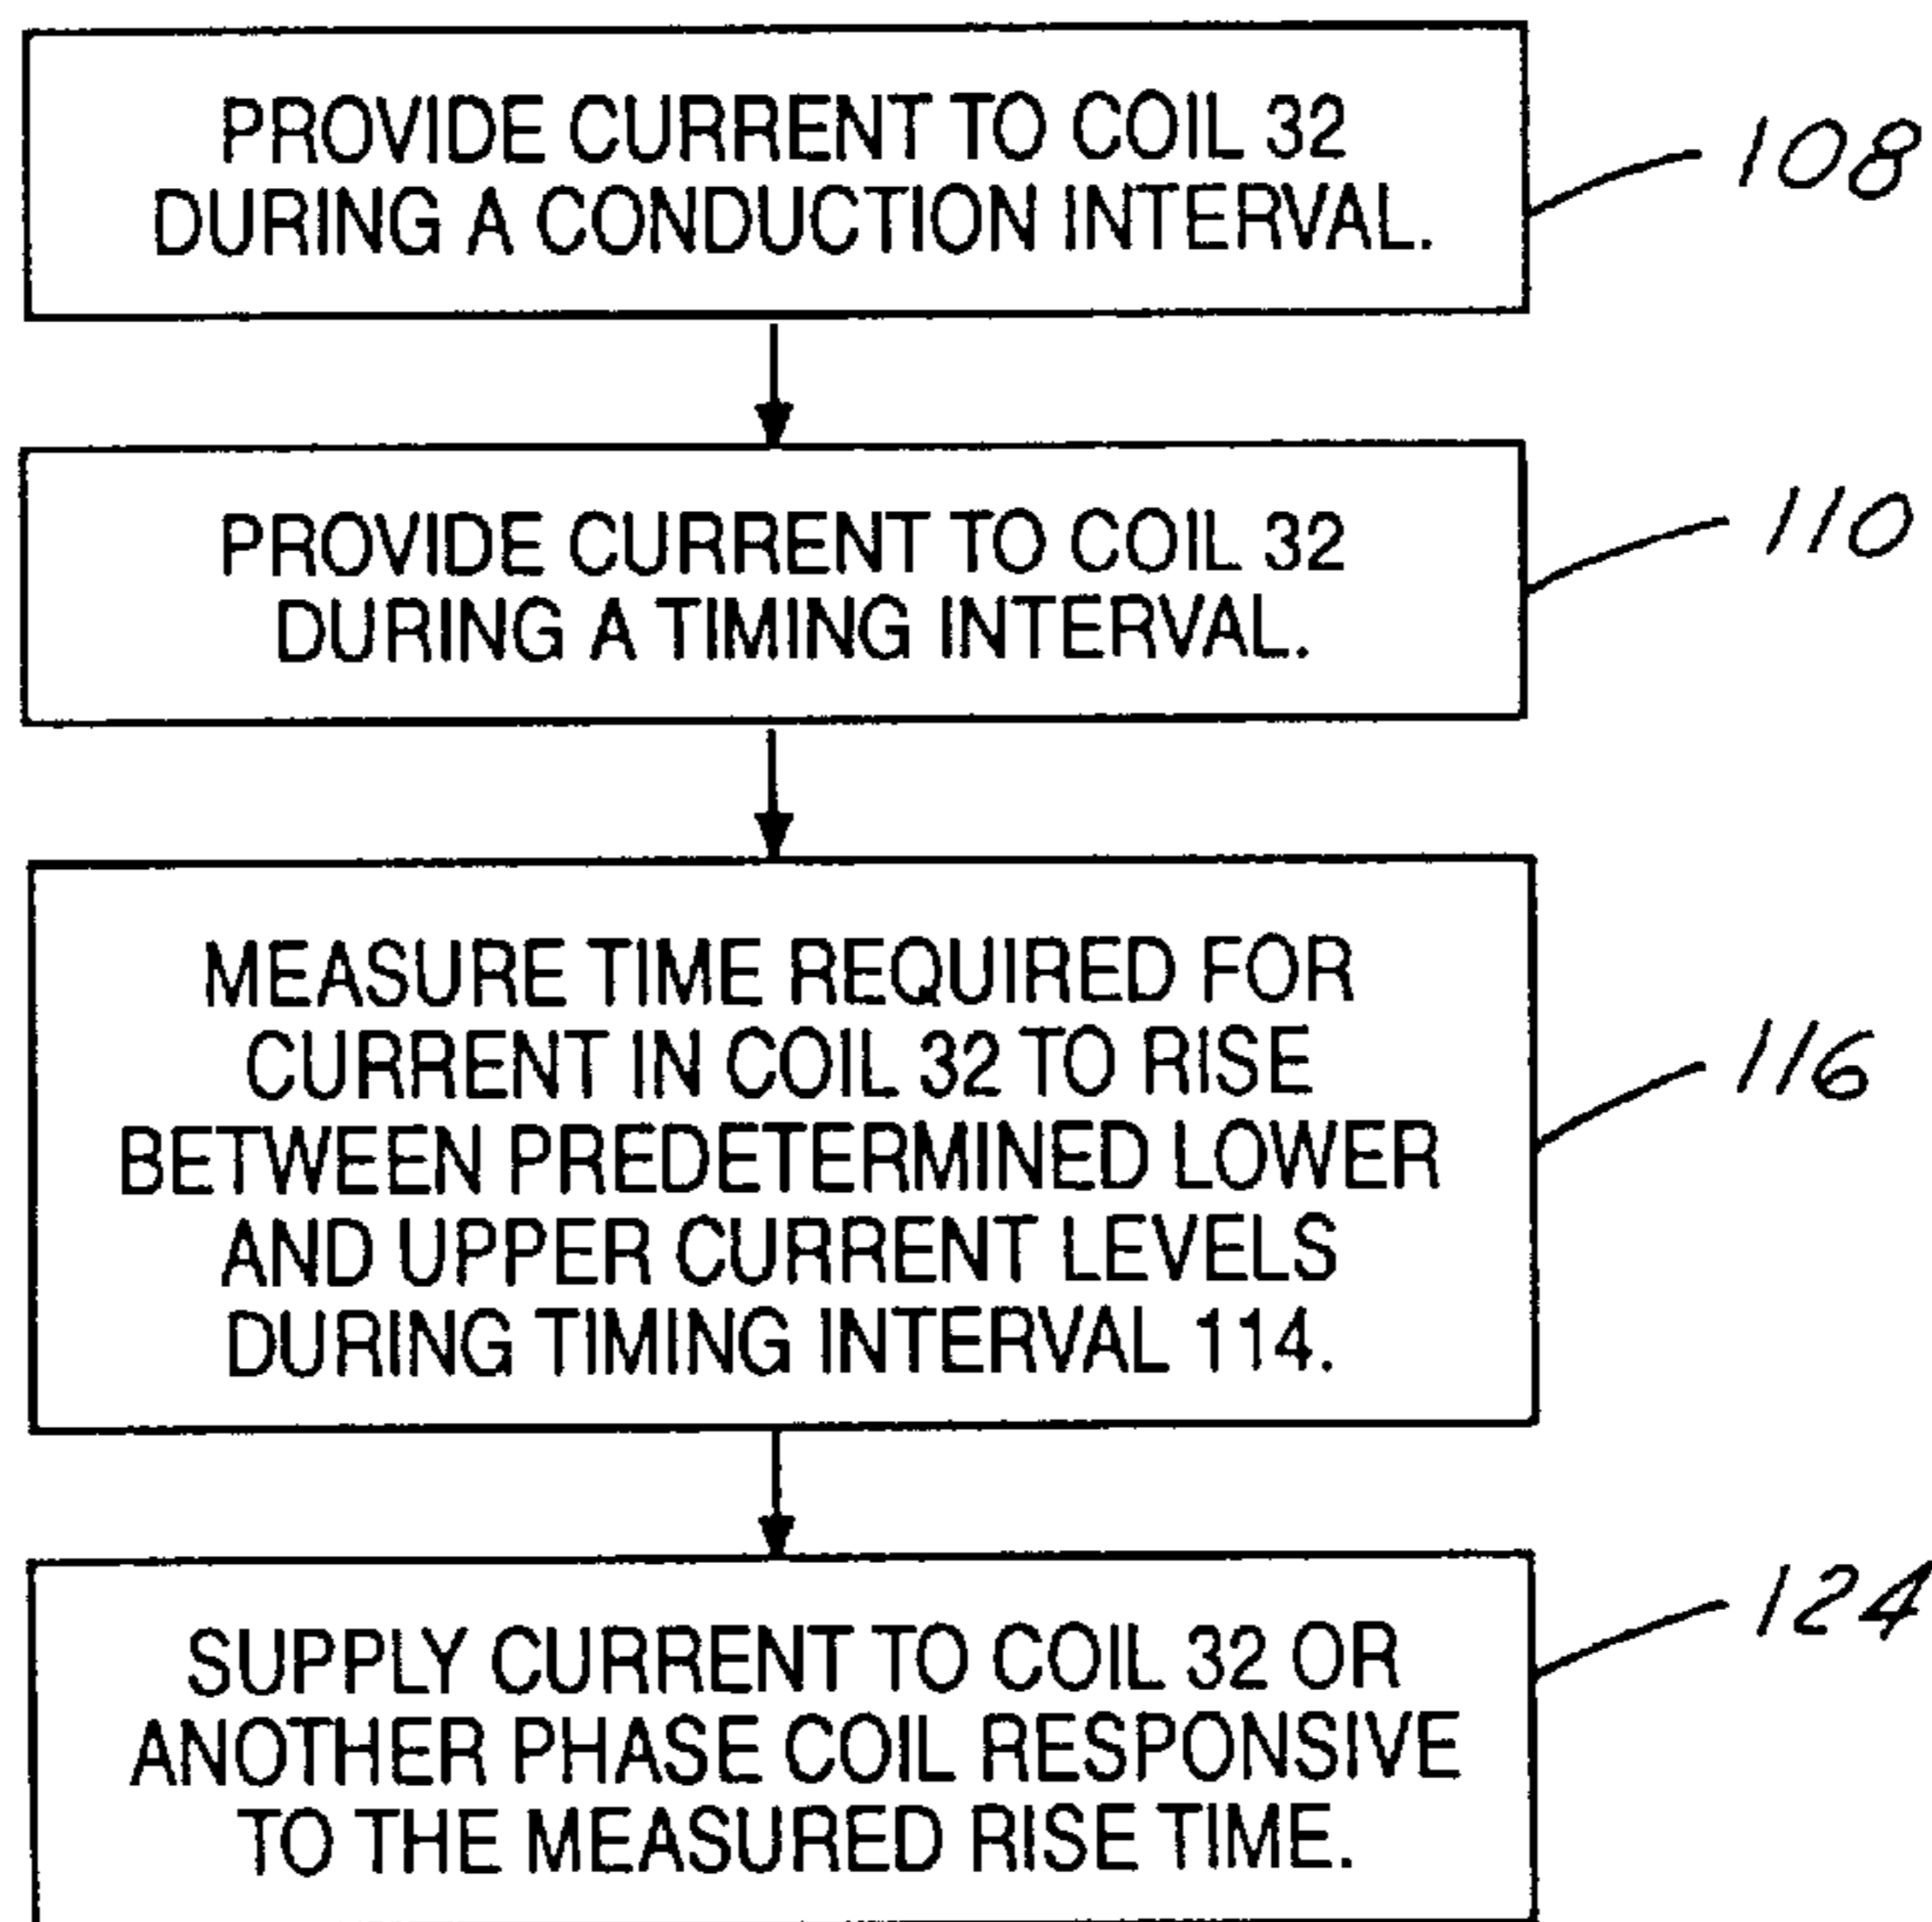 PROVIDE CURRENT TO COIL 32
DURING A CONDUCTION INTERVAL.
108
PROVIDE CURRENT TO COIL 32
DURING A TIMING INTERVAL.
110
MEASURE TIME REQUIRED FOR
CURRENT IN COIL 32 TO RISE
BETWEEN PREDETERMINED LOWER
AND UPPER CURRENT LEVELS
DURING TIMING INTERVAL 114.
116
SUPPLY CURRENT TO COIL 32 OR
ANOTHER PHASE COIL RESPONSIVE
TO THE MEASURED RISE TIME.
124